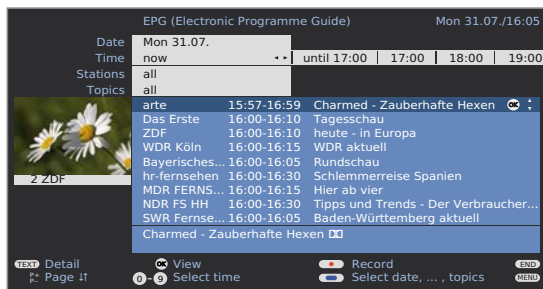 EPG (Electronic Programme Guide) Mon 31.07./16:05
Date Mon 31.07.
Time now until 17:00 17:00 18:00 19:00
Stations all
Topics all
arte 15:57-16:59 Charmed - Zauberhafte Hexen OK
Das Erste 16:00-16:10 Tagesschau
ZDF 16:00-16:10 heute - in Europa
WDR Köln 16:00-16:15 WDR aktuell
Bayerisches... 16:00-16:05 Rundschau
hr-fernsehen 16:00-16:30 Schlemmerreise Spanien
2 ZDF
MDR FERNS... 16:00-16:15 Hier ab vier
NDR FS HH 16:00-16:30 Tipps und Trends - Der Verbraucher...
SWR Fernse... 16:00-16:05 Baden-Württemberg aktuell
Charmed - Zauberhafte Hexen
TEXT Detail OK View Record END
P+ P- Page 0-9 Select time Select date, ... , topics MENU